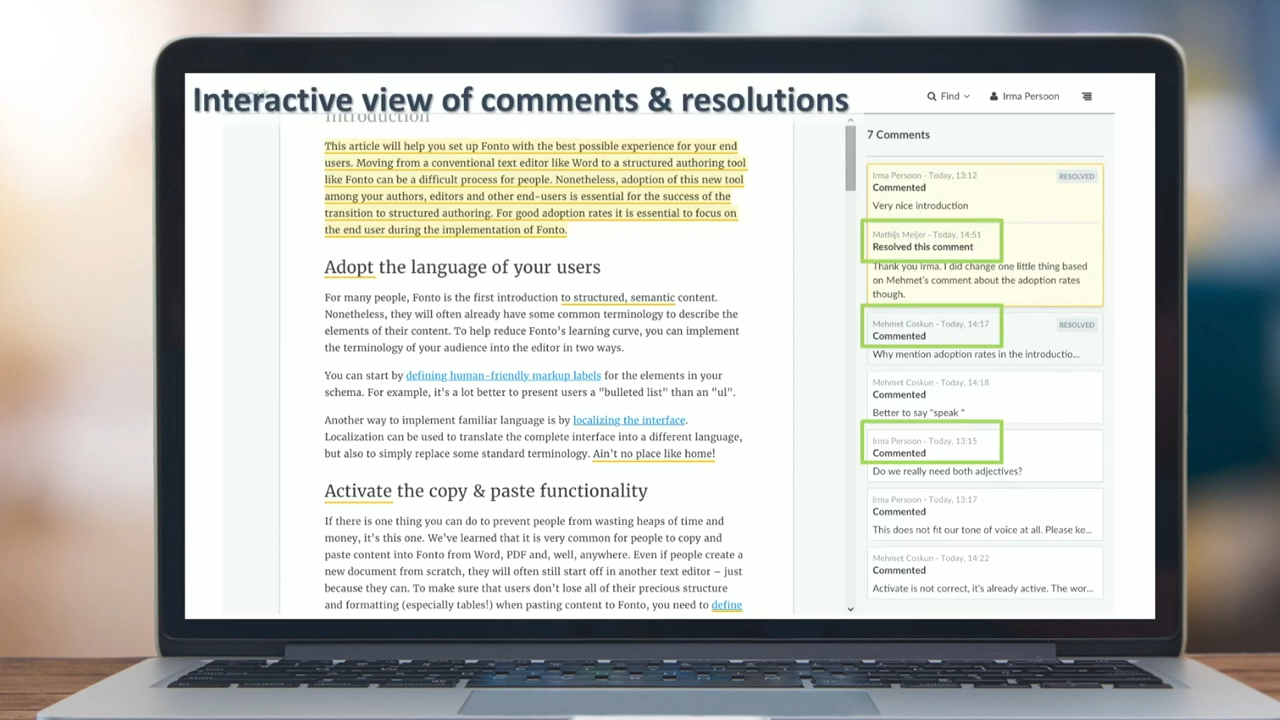 Interactive view of comments & resolutions
Find
Irma Persoon
Introduction
This article will help you set up Fonto with the best possible experience for your end
users. Moving from a conventional text editor like Word to a structured authoring tool
like Fonto can be a difficult process for people. Nonetheless, adoption of this new tool
among your authors, editors and other end-users is essential for the success of the
transition to structured authoring. For good adoption rates it is essential to focus on
the end user during the implementation of Fonto.
Adopt the language of your users
For many people, Fonto is the first introduction to structured, semantic content.
Nonetheless, they will often already have some common terminology to describe the
elements of their content. To help reduce Fonto's learning curve, you can implement
the terminology of your audience into the editor in two ways.
You can start by defining human-friendly markup labels for the elements in your
schema. For example, it's a lot better to present users a "bulleted list" than an "ul".
Another way to implement familiar language is by localizing the interface.
Localization can be used to translate the complete interface into a different language,
but also to simply replace some standard terminology. Ain't no place like home!
Activate the copy & paste functionality
If there is one thing you can do to prevent people from wasting heaps of time and
money, it's this one. We've learned that it is very common for people to copy and
paste content into Fonto from Word, PDF and, well, anywhere. Even if people create a
new document from scratch, they will often still start off in another text editor – just
because they can. To make sure that users don't lose all of their precious structure
and formatting (especially tables!) when pasting content to Fonto, you need to define
7 Comments
Irma Persoon - Today, 13:12
RESOLVED
Commented
Very nice introduction
Mathijs Meijer - Today, 14:51
Resolved this comment
Thank you Irma. I did change one little thing based
on Mehmet's comment about the adoption rates
though.
Mehmet Coskun - Today, 14:17
RESOLVED
Commented
Why mention adoption rates in the introductio...
Mehmet Coskun - Today, 14:18
Commented
Better to say "speak "
Irma Persoon - Today, 13:15
Commented
Do we really need both adjectives?
Irma Persoon - Today, 13:17
Commented
This does not fit our tone of voice at all. Please ke...
Mehmet Coskun - Today, 14:22
Commented
Activate is not correct, it's already active. The wor...